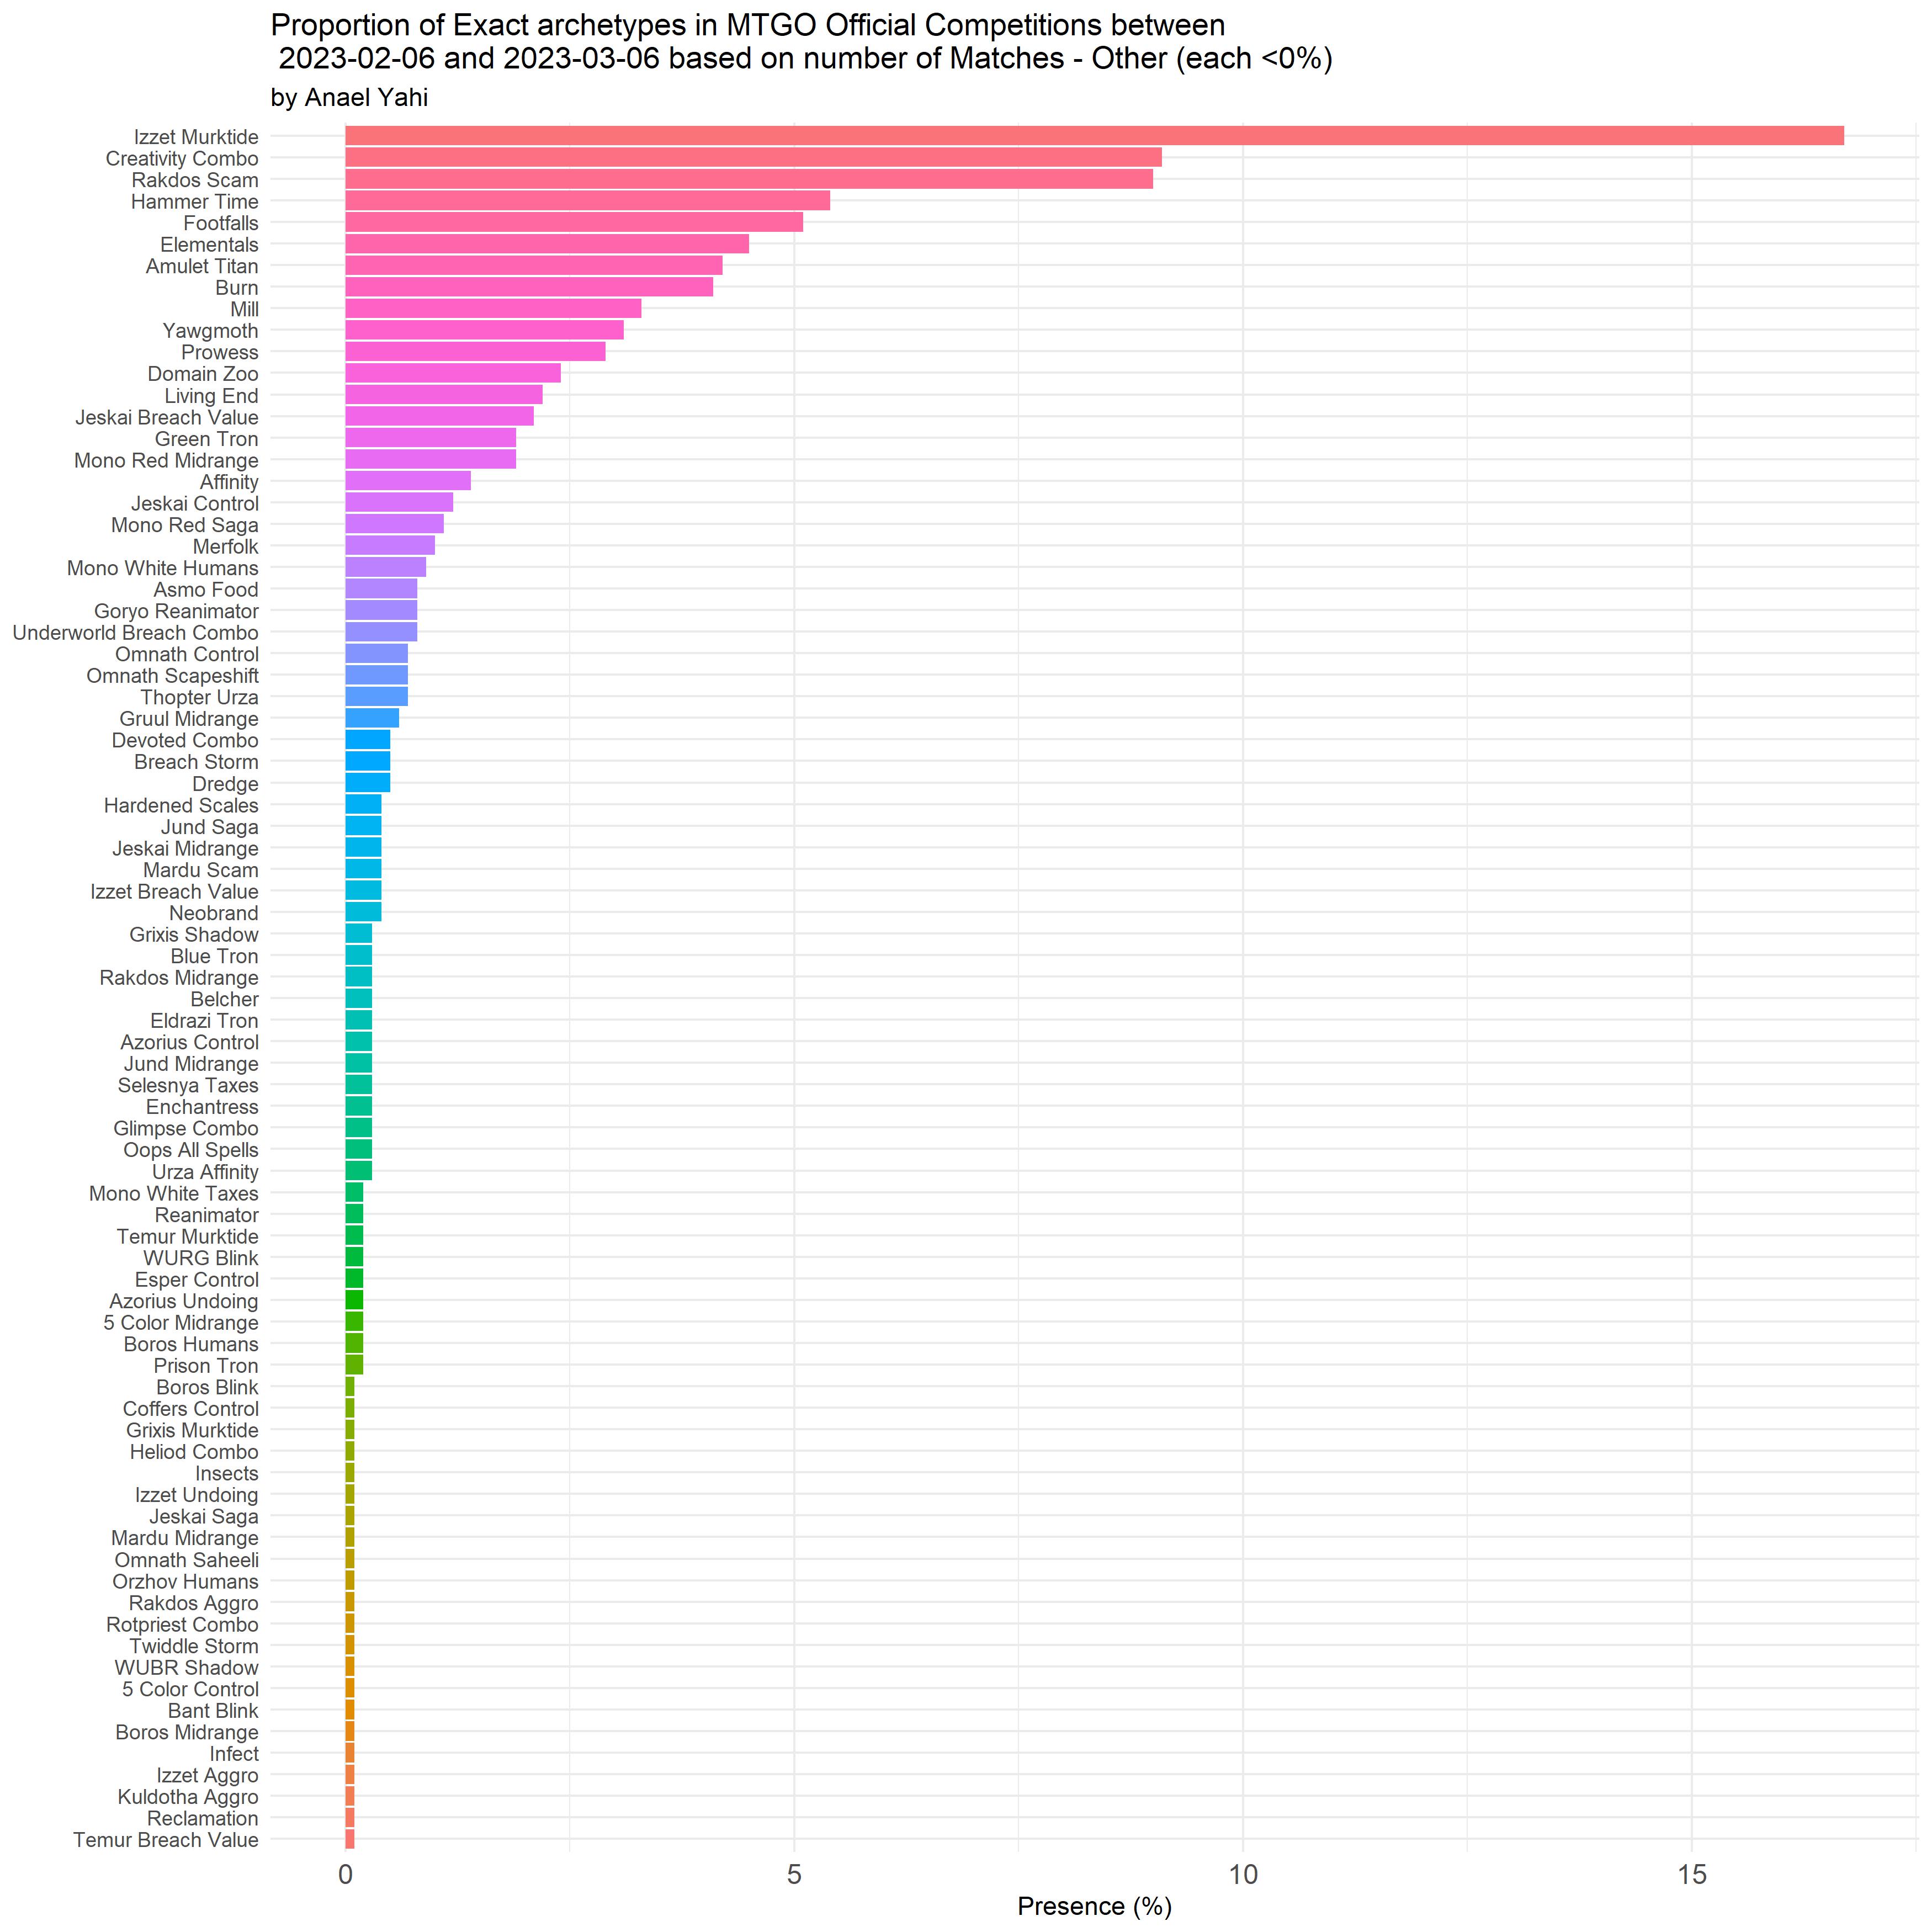 Proportion of Exact archetypes in MTGO Official Competitions between
2023-02-06 and 2023-03-06 based on number of Matches - Other (each <0%)
by Anael Yahi
Izzet Murktide
Creativity Combo
Rakdos Scam
Hammer Time
Footfalls
Elementals
Amulet Titan
Burn
Mill
Yawgmoth
Prowess
Domain Zoo
Living End
Jeskai Breach Value
Green Tron
Mono Red Midrange
Affinity
Jeskai Control
Mono Red Saga
Merfolk
Mono White Humans
Asmo Food
Goryo Reanimator
Underworld Breach Combo
Omnath Control
Omnath Scapeshift
Thopter Urza
Gruul Midrange
Devoted Combo
Breach Storm
Dredge
Hardened Scales
Jund Saga
Jeskai Midrange
Mardu Scam
Izzet Breach Value
Neobrand
Grixis Shadow
Blue Tron
Rakdos Midrange
Belcher
Eldrazi Tron
Azorius Control
Jund Midrange
Selesnya Taxes
Enchantress
Glimpse Combo
Oops All Spells
Urza Affinity
Mono White Taxes
Reanimator
Temur Murktide
WURG Blink
Esper Control
Azorius Undoing
5 Color Midrange
Boros Humans
Prison Tron
Boros Blink
Coffers Control
Grixis Murktide
Heliod Combo
Insects
Izzet Undoing
Jeskai Saga
Mardu Midrange
Omnath Saheeli
Orzhov Humans
Rakdos Aggro
Rotpriest Combo
Twiddle Storm
WUBR Shadow
5 Color Control
Bant Blink
Boros Midrange
Infect
Izzet Aggro
Kuldotha Aggro
Reclamation
Temur Breach Value
0 5 10 15
Presence (%)